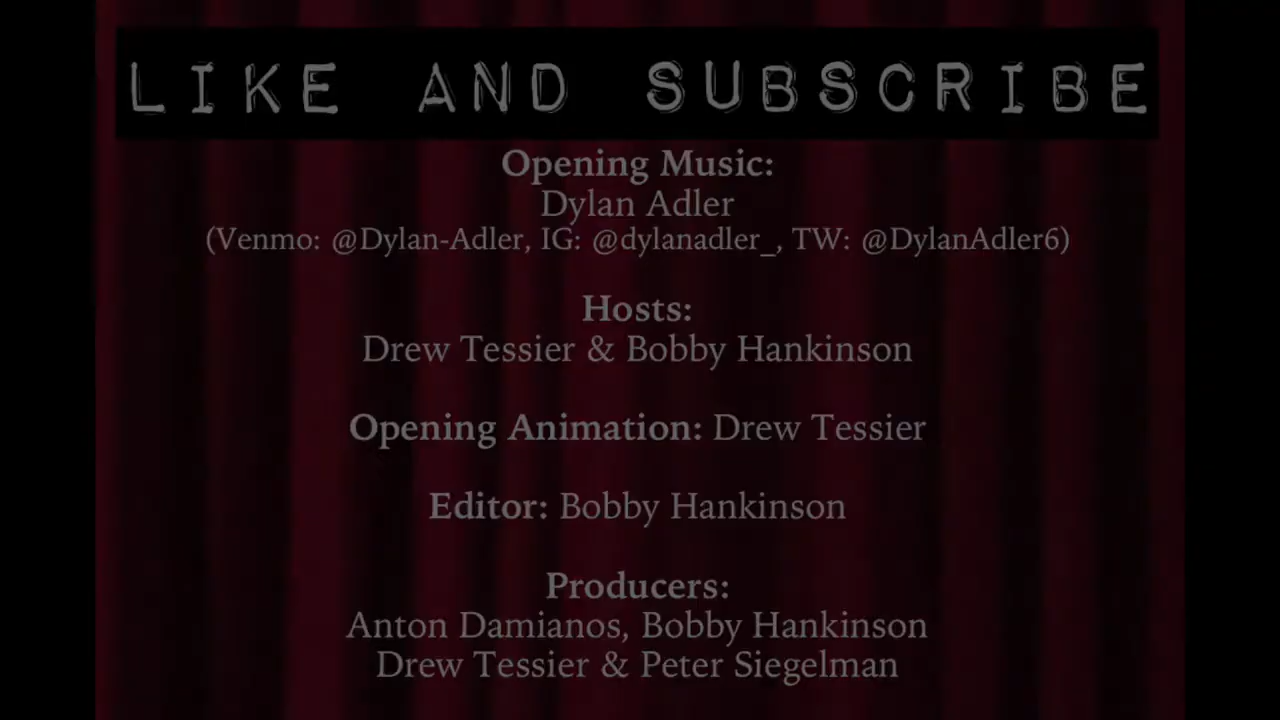 LIKE AND SUBSCRIBE
Opening Music:
Dylan Adler
(Venmo: @Dylan-Adler, IG: @dylanadler_, TW: @DylanAdler6)
Hosts:
Drew Tessier & Bobby Hankinson
Opening Animation: Drew Tessier
Editor: Bobby Hankinson
Producers:
Anton Damianos, Bobby Hankinson
Drew Tessier & Peter Siegelman